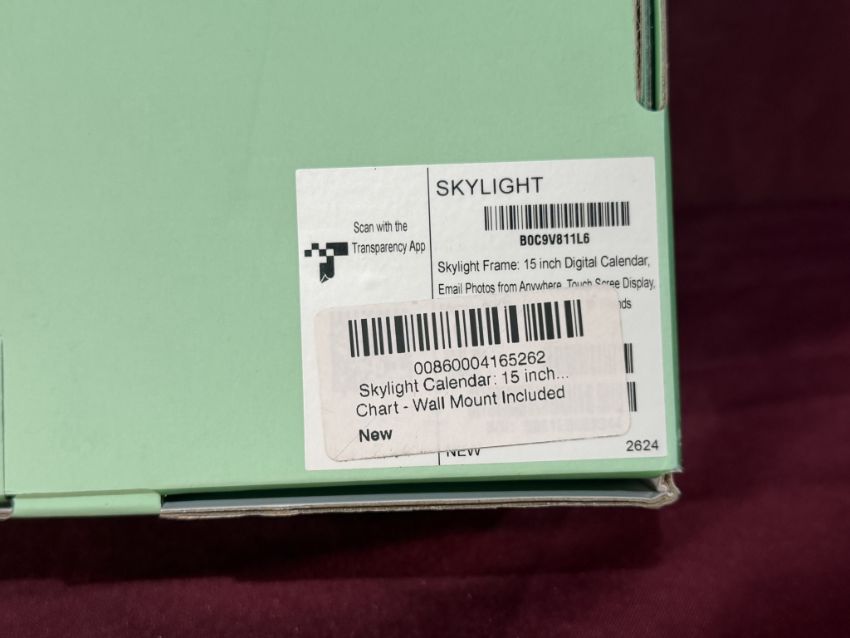 Scan with the
Transparency App
SKYLIGHT
B0C9V811L6
Skylight Frame: 15 inch Digital Calendar,
Email Photos from Anywhere, Touch Scree Display,
00860004165262
Skylight Calendar: 15 inch...
Chart - Wall Mount Included
New
NEW
2624